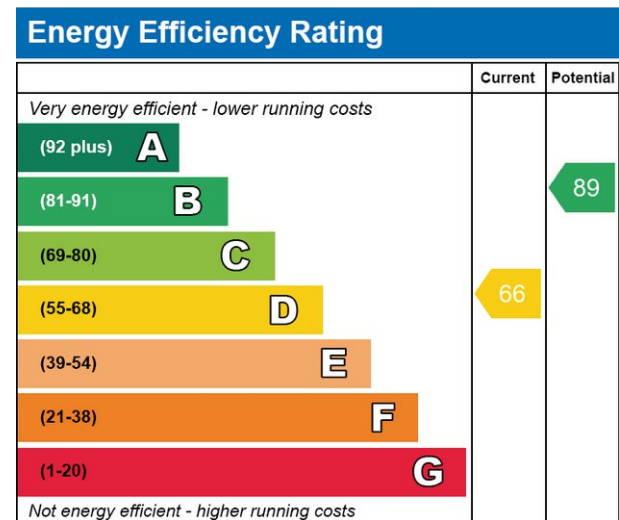 Energy Efficiency Rating
Current Potential
Very energy efficient - lower running costs
(92 plus) A
(81-91) B
89
(69-80) C
(55-68) D
66
(39-54) E
(21-38) F
(1-20) G
Not energy efficient - higher running costs